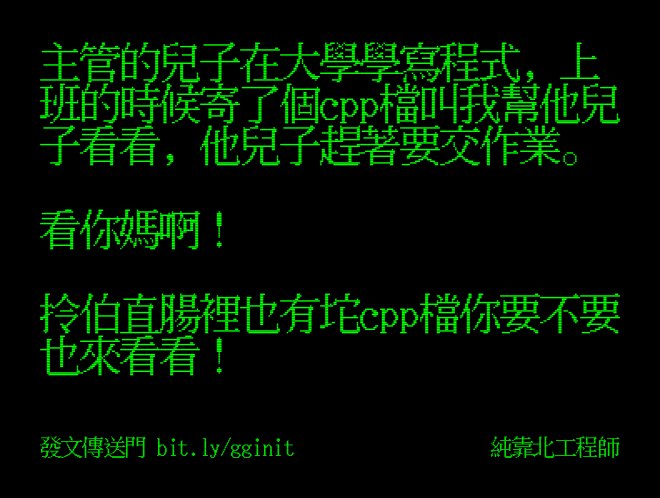 主管的兒子在大學學寫程式，上
班的時候寄了個cpp檔叫我幫他兒
子看看，他兒子趕著要交作業。
看你媽啊！
拎伯直腸裡也有坨cpp檔你要不要
也來看看！
發文傳送門 bit.ly/gginit
純靠北工程師